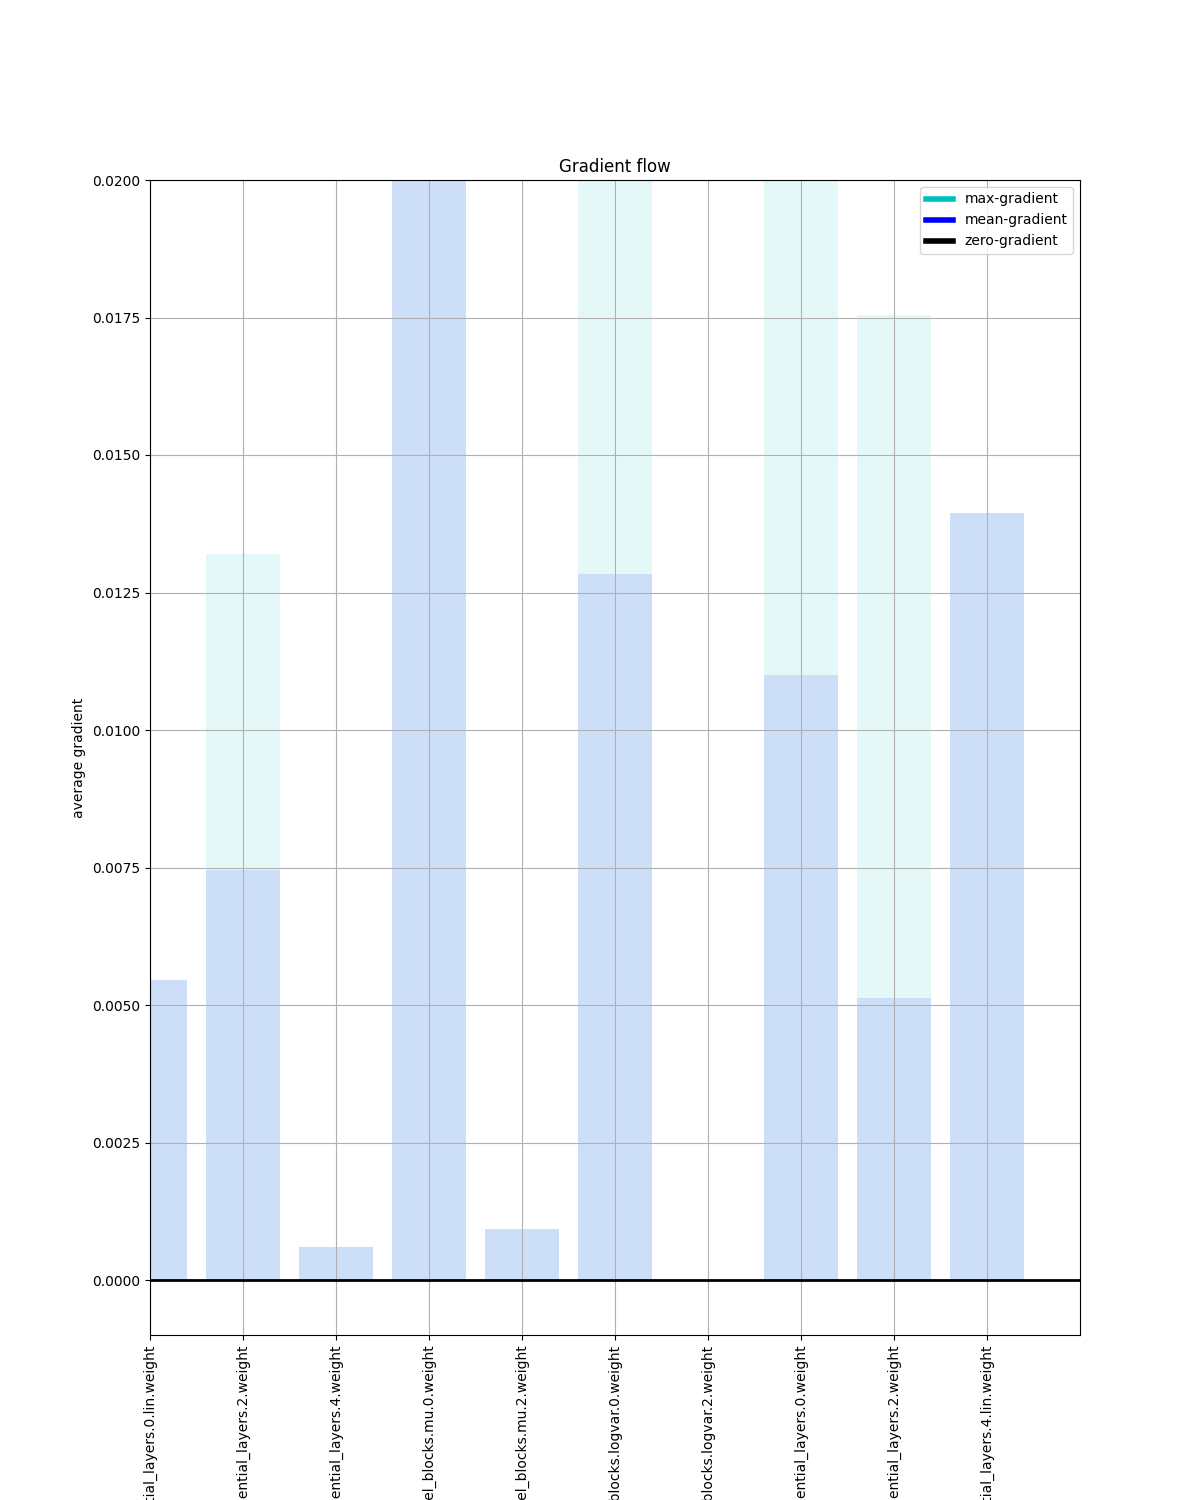 Gradient flow
max-gradient
mean-gradient
zero-gradient
0.0200
0.0175
0.0150
0.0125
0.0100
0.0075
0.0050
0.0025
0.0000
average gradient
tial_layers.0.lin.weight
ential_layers.2.weight
ential_layers.4.weight
el_blocks.mu.0.weight
el_blocks.mu.2.weight
blocks.logvar.0.weight
blocks.logvar.2.weight
ential_layers.0.weight
ential_layers.2.weight
tial_layers.4.lin.weight